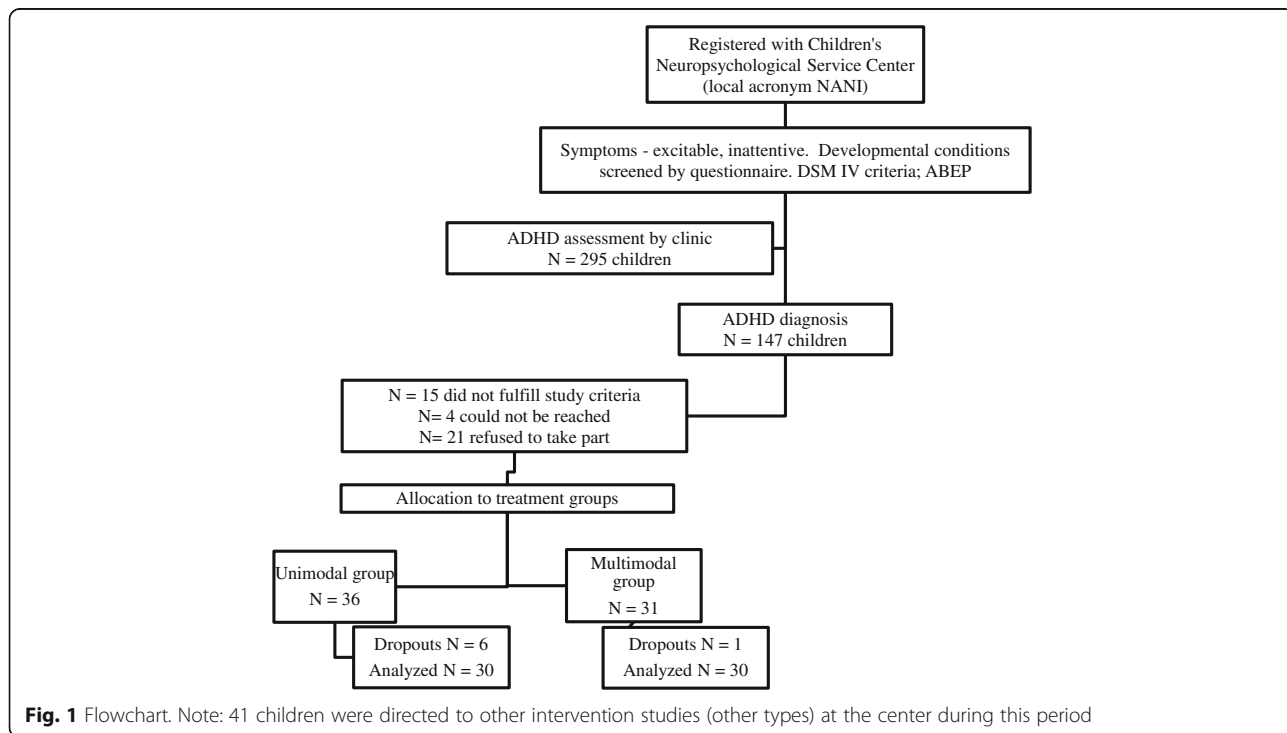 Registered with Children's
Neuropsychological Service Center
(local acronym NANI)
Symptoms - excitable, inattentive. Developmental conditions
screened by questionnaire. DSM IV criteria; ABEP
ADHD assessment by clinic
N = 295 children
ADHD diagnosis
N = 147 children
N = 15 did not fulfill study criteria
N= 4 could not be reached
N= 21 refused to take part
Allocation to treatment groups
Unimodal group
N = 36
Multimodal
group
N = 31
Dropouts N = 6
Analyzed N = 30
Dropouts N = 1
Analyzed N = 30
Fig. 1 Flowchart. Note: 41 children were directed to other intervention studies (other types) at the center during this period